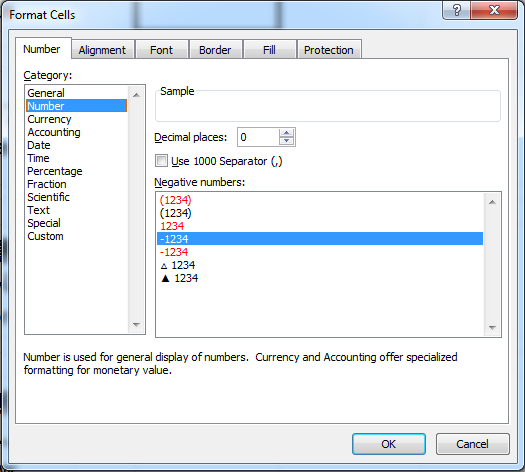 Format Cells
Number Alignment Font Border Fill Protection
Category:
General
Number
Currency
Accounting
Date
Time
Percentage
Fraction
Scientific
Text
Special
Custom
Sample
Decimal places: 0
Use 1000 Separator (,)
Negative numbers:
(1234)
(1234)
1234
-1234
-1234
▵ 1234
▲ 1234
Number is used for general display of numbers.  Currency and Accounting offer specialized
formatting for monetary value.
OK Cancel